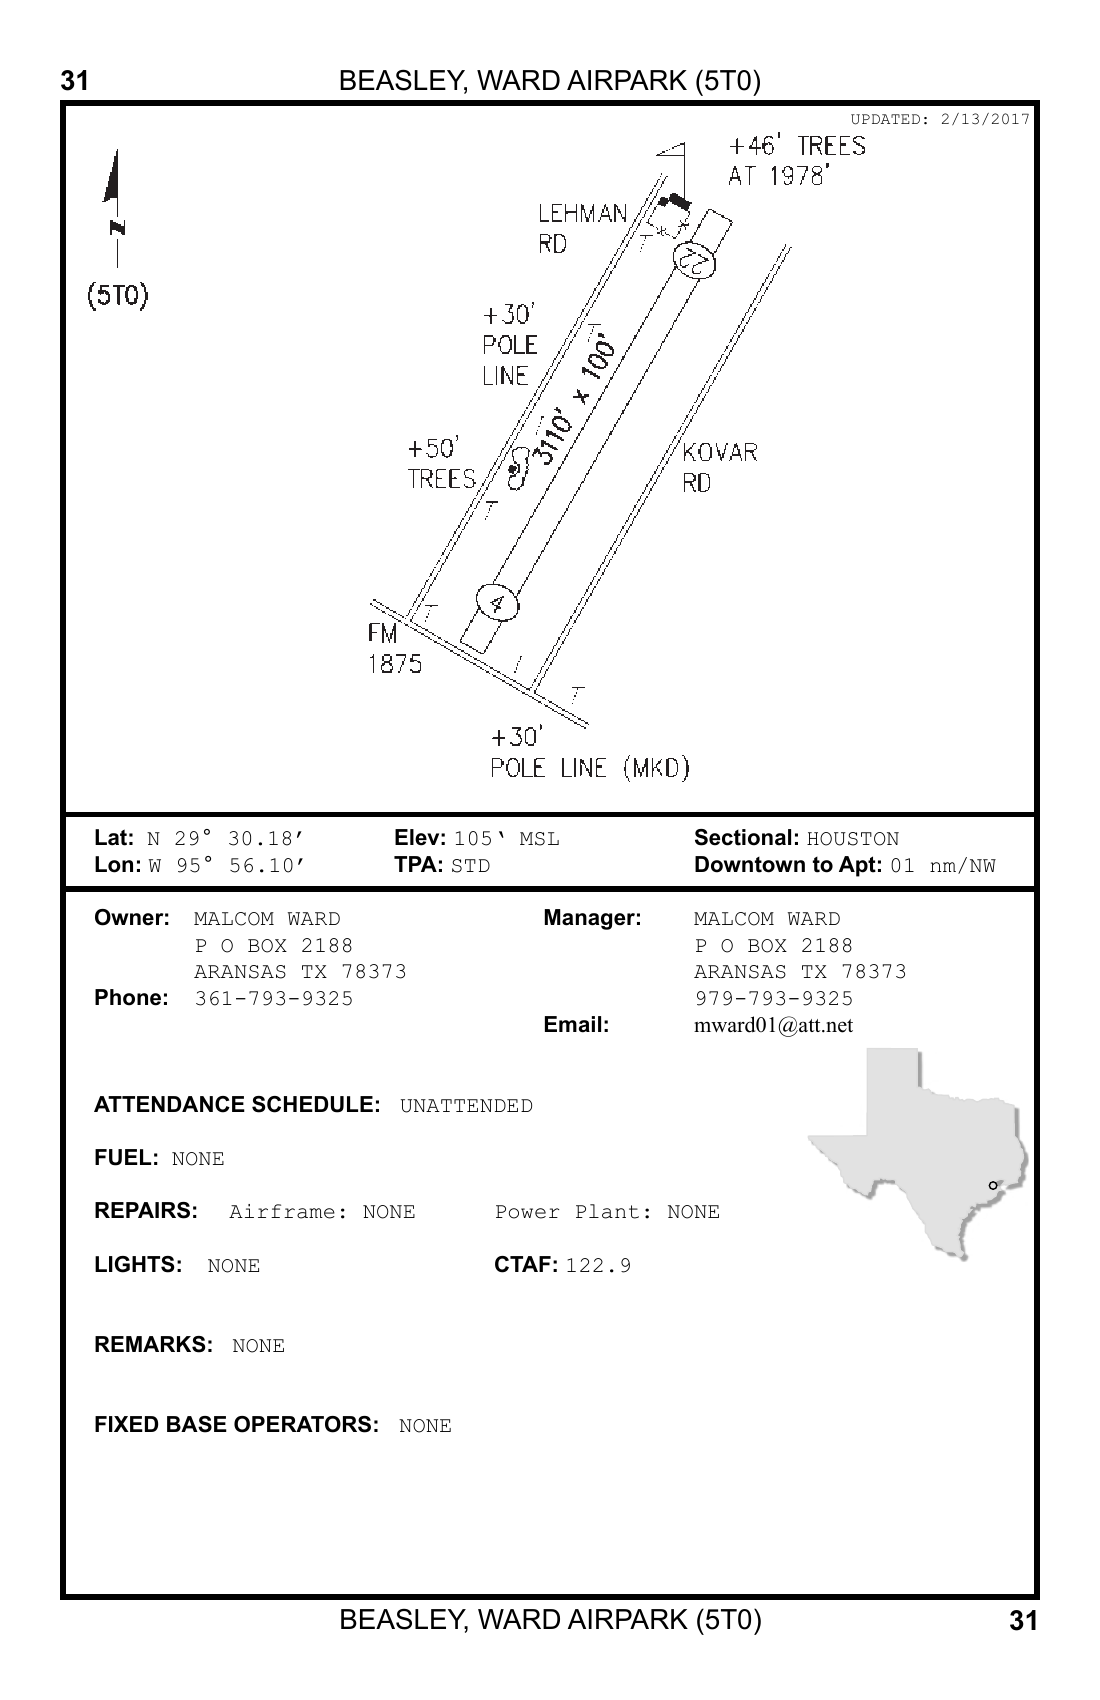 31 BEASLEY, WARD AIRPARK (5T0)
UPDATED: 2/13/2017
+46' TREES
AT 1978'
N
(5T0)
LEHMAN
RD
22
+30'
POLE
LINE
3110' x 100'
+50'
TREES
KOVAR
RD
4
FM
1875
+30'
POLE LINE (MKD)
Lat: N 29° 30.18′ Elev: 105‘ MSL Sectional: HOUSTON
Lon: W 95° 56.10′ TPA: STD Downtown to Apt: 01 nm/NW
Owner: MALCOM WARD Manager: MALCOM WARD
P O BOX 2188 P O BOX 2188
ARANSAS TX 78373 ARANSAS TX 78373
Phone: 361-793-9325 979-793-9325
Email: mward01@att.net
ATTENDANCE SCHEDULE: UNATTENDED
FUEL: NONE
REPAIRS: Airframe: NONE Power Plant: NONE
LIGHTS: NONE CTAF: 122.9
REMARKS: NONE
FIXED BASE OPERATORS: NONE
BEASLEY, WARD AIRPARK (5T0) 31